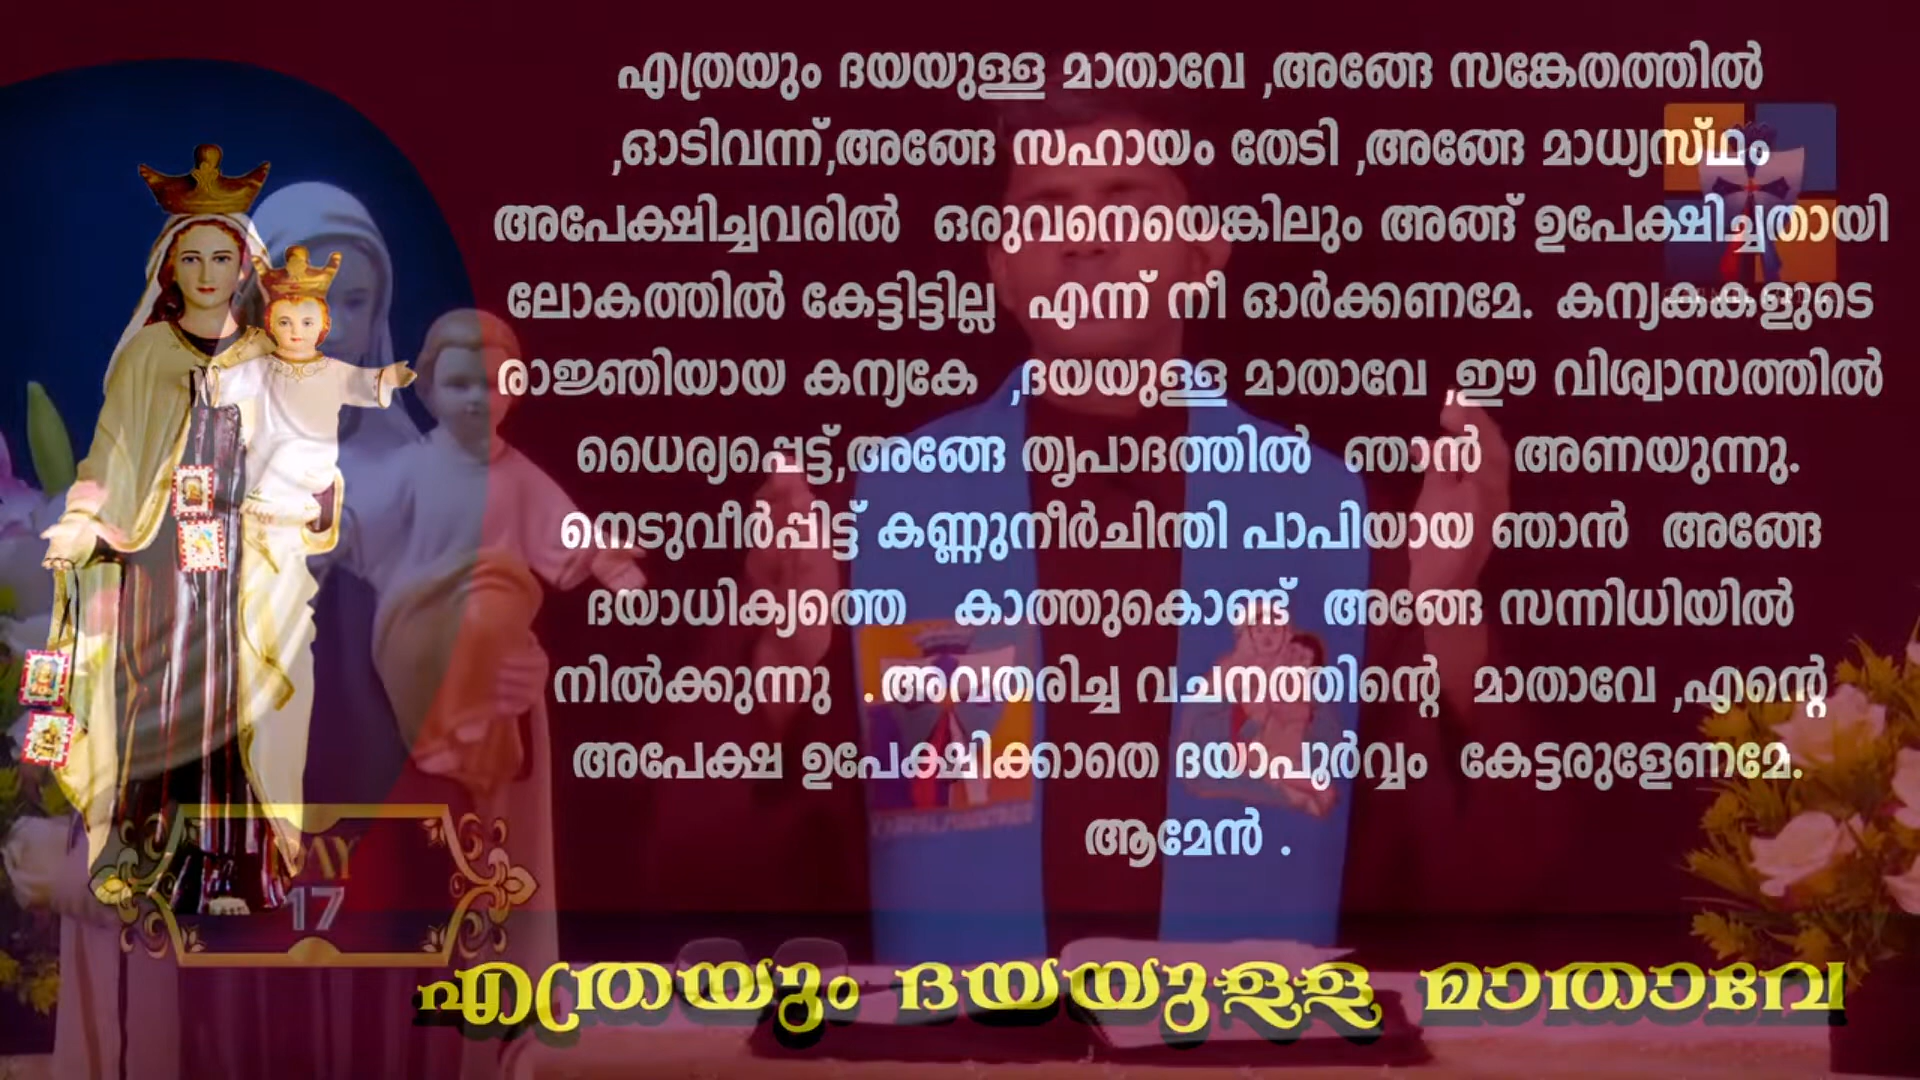 എത്രയും ദയയുള്ള മാതാവേ ,അങ്ങേ സങ്കേതത്തിൽ
,ഓടിവന്ന്,അങ്ങേ സഹായം തേടി ,അങ്ങേ മാധ്യസ്ഥം
അപേക്ഷിച്ചവരിൽ ഒരുവനെയെങ്കിലും അങ്ങ് ഉപേക്ഷിച്ചതായി
ലോകത്തിൽ കേട്ടിട്ടില്ല എന്ന് നീ ഓർക്കണമേ. കന്യകകളുടെ
രാജ്ഞിയായ കന്യകേ ,ദയയുള്ള മാതാവേ ,ഈ വിശ്വാസത്തിൽ
ധൈര്യപ്പെട്ട്,അങ്ങേ തൃപാദത്തിൽ ഞാൻ അണയുന്നു.
നെടുവീർപ്പിട്ട് കണ്ണുനീർചിന്തി പാപിയായ ഞാൻ അങ്ങേ
ദയാധിക്യത്തെ കാത്തുകൊണ്ട് അങ്ങേ സന്നിധിയിൽ
നിൽക്കുന്നു .അവതരിച്ച വചനത്തിന്റെ മാതാവേ ,എന്റെ
അപേക്ഷ ഉപേക്ഷിക്കാതെ ദയാപൂർവ്വം കേട്ടരുളേണമേ.
ആമേൻ .
DAY
17
എത്രയും ദയയുള്ള മാതാവേ